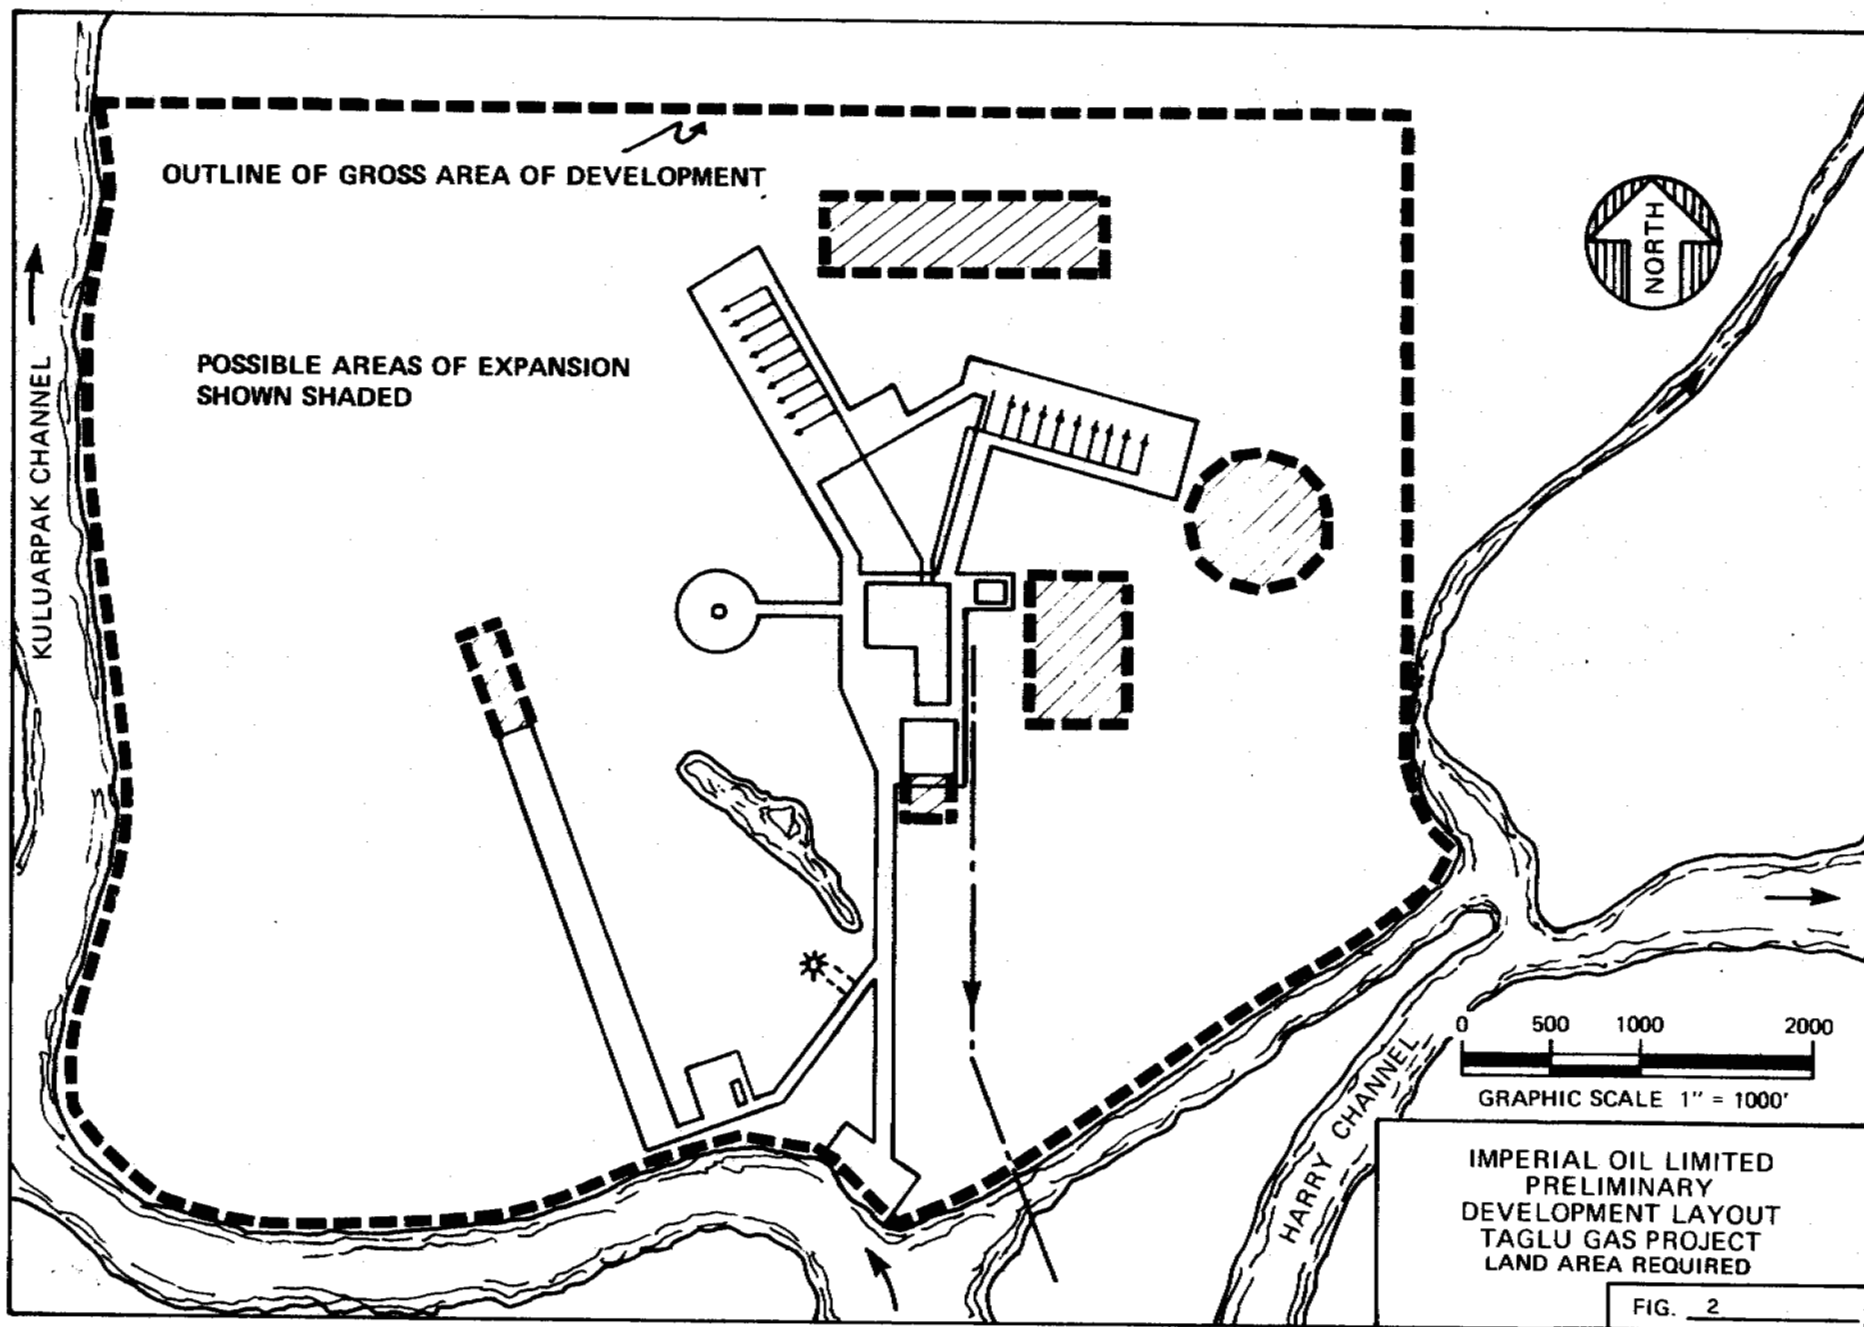 OUTLINE OF GROSS AREA OF DEVELOPMENT
POSSIBLE AREAS OF EXPANSION
SHOWN SHADED
KULUARPAK CHANNEL
NORTH
HARRY CHANNEL
0 500 1000 2000
GRAPHIC SCALE 1" = 1000'
IMPERIAL OIL LIMITED
PRELIMINARY
DEVELOPMENT LAYOUT
TAGLU GAS PROJECT
LAND AREA REQUIRED
FIG. 2